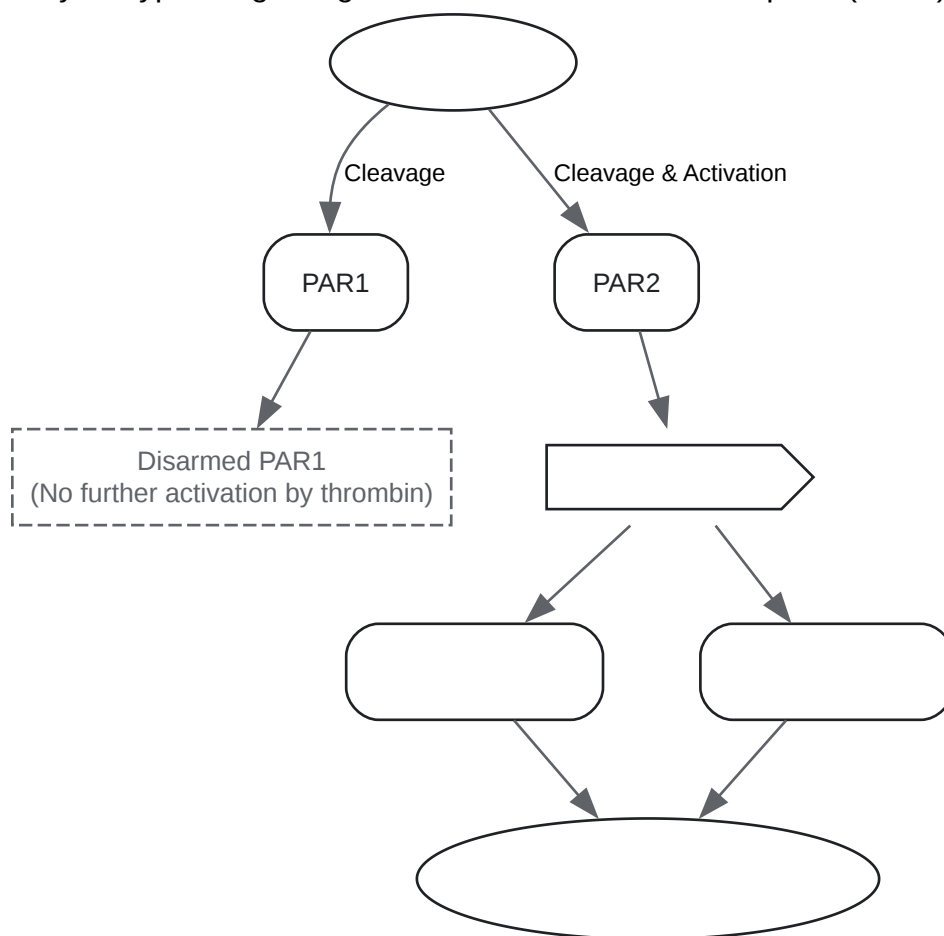 Cleavage
Cleavage & Activation
PAR1
PAR2
Disarmed PAR1
(No further activation by thrombin)